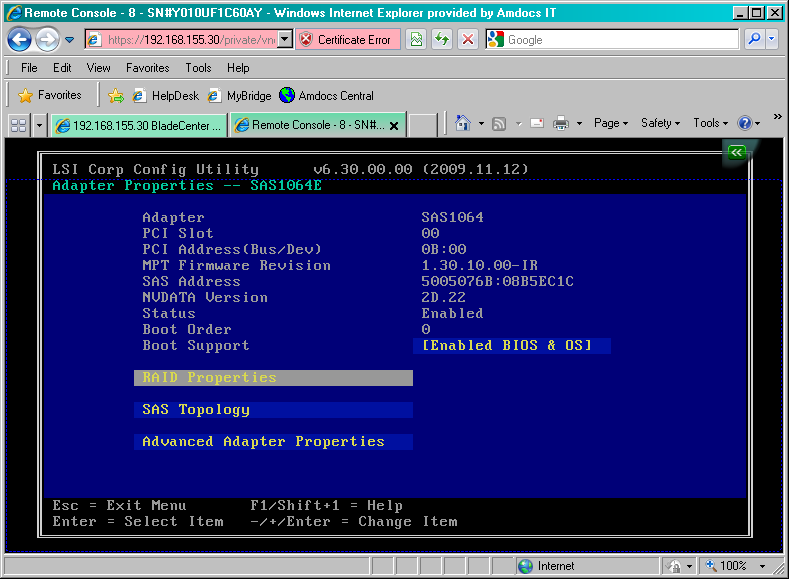 Remote Console - 8 - SN#Y010UF1C60AY - Windows Internet Explorer provided by Amdocs IT
https://192.168.155.30/private/vn Certificate Error Google
File Edit View Favorites Tools Help
Favorites HelpDesk MyBridge Amdocs Central
192.168.155.30 BladeCenter ... Remote Console - 8 - SN#... Page Safety Tools
LSI Corp Config Utility v6.30.00.00 (2009.11.12)
Adapter Properties -- SAS1064E
Adapter SAS1064
PCI Slot 00
PCI Address(Bus/Dev) 0B:00
MPT Firmware Revision 1.30.10.00-IR
SAS Address 5005076B:08B5EC1C
NVDATA Version 2D.22
Status Enabled
Boot Order 0
Boot Support [Enabled BIOS & OS]
RAID Properties
SAS Topology
Advanced Adapter Properties
Esc = Exit Menu F1/Shift+1 = Help
Enter = Select Item -/+/Enter = Change Item
Internet 100%